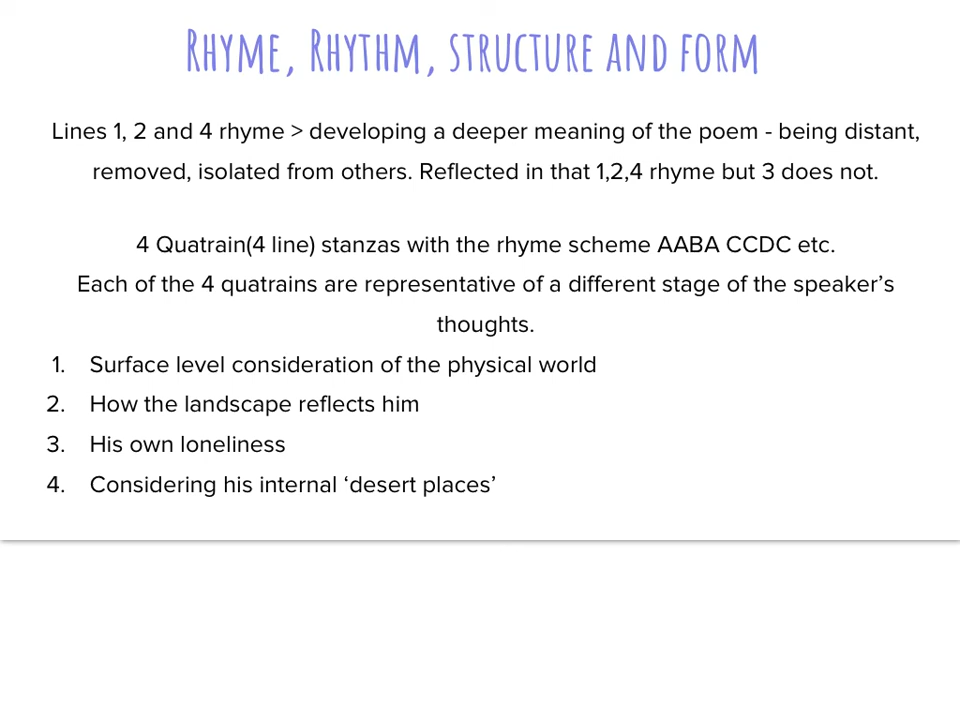 Rhyme, Rhythm, structure and form
Lines 1, 2 and 4 rhyme > developing a deeper meaning of the poem - being distant,
removed, isolated from others. Reflected in that 1,2,4 rhyme but 3 does not.
4 Quatrain(4 line) stanzas with the rhyme scheme AABA CCDC etc.
Each of the 4 quatrains are representative of a different stage of the speaker’s
thoughts.
1. Surface level consideration of the physical world
2. How the landscape reflects him
3. His own loneliness
4. Considering his internal ‘desert places’